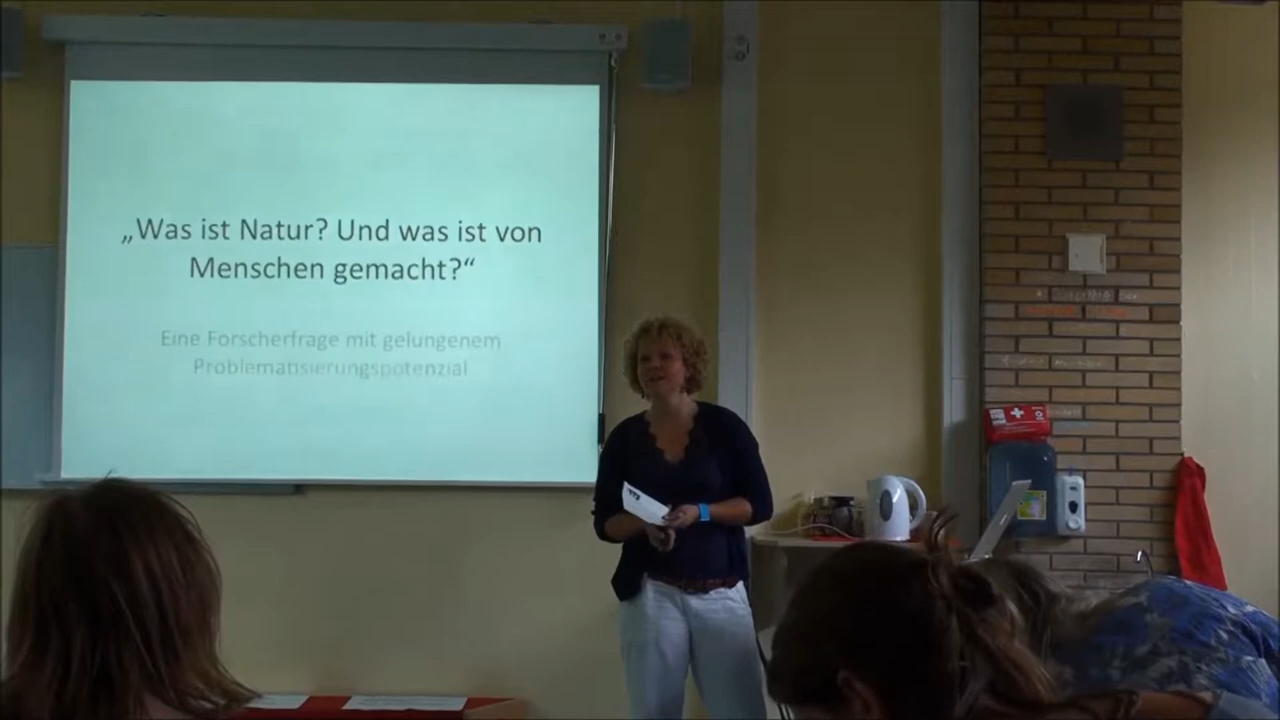 „Was ist Natur? Und was ist von
Menschen gemacht?“
Eine Forscherfrage mit gelungenem
Problematisierungspotenzial